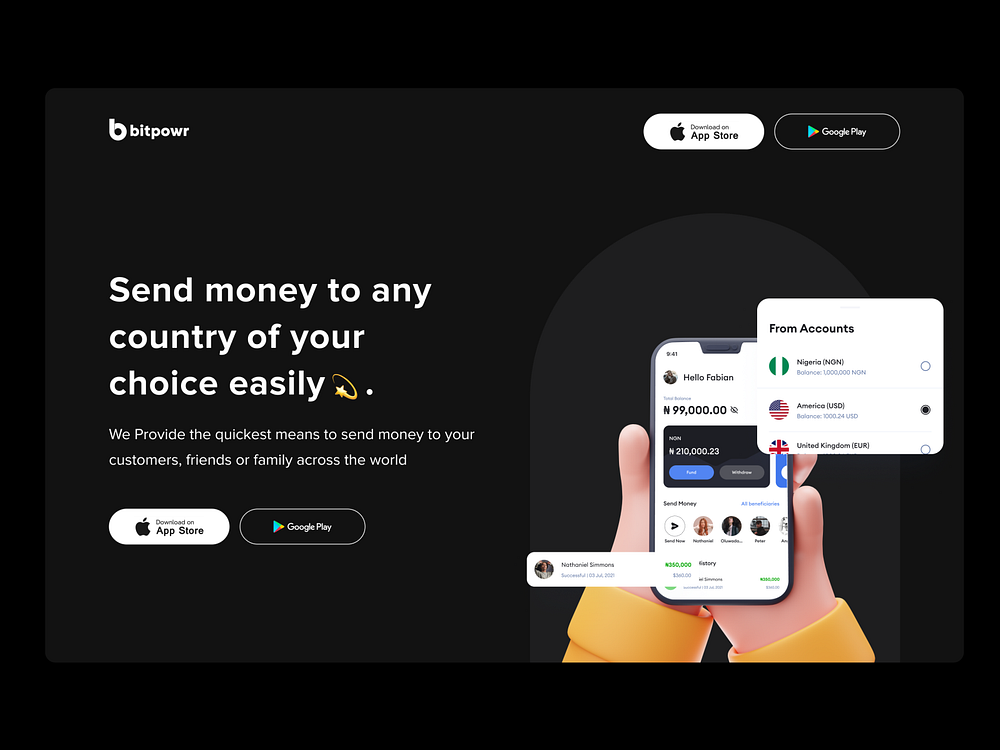 bitpowr
Download on
App Store
Google Play
Send money to any
country of your
choice easily 💫 .
We Provide the quickest means to send money to your
customers, friends or family across the world
Download on
App Store
Google Play
From Accounts
Nigeria (NGN)
Balance: 1,000,000 NGN
America (USD)
Balance: 1000.24 USD
United Kingdom (EUR)
9:41
Hello Fabian
Total Balance
₦ 99,000.00
NGN
₦ 210,000.23
Fund
Withdraw
Send Money
All beneficiaries
Send Now
Nathaniel
Oluwada...
Peter
Nathaniel Simmons
₦350,000
Successful | 03 Jul, 2021
$360.00
istory
el Simmons
₦350,000
Successful | 03 Jul, 2021
$360.00